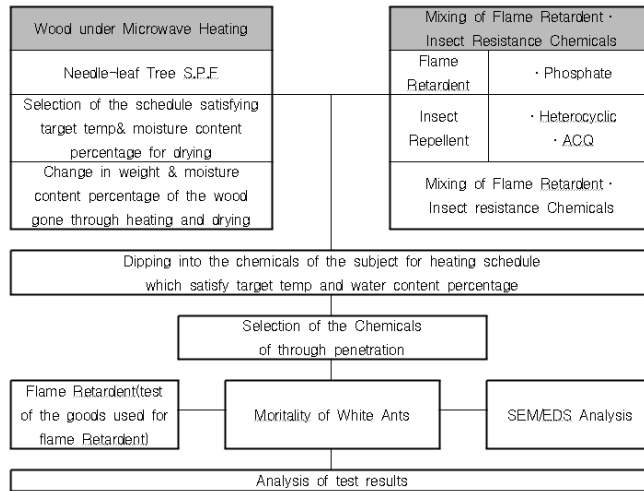 Wood under Microwave Heating
Needle-leaf Tree S.P.F
Selection of the schedule satisfying
target temp& moisture content
percentage for drying
Change in weight & moisture
content percentage of the wood
gone through heating and drying
Mixing of Flame Retardant ·
Insect Resistance Chemicals
Flame
Retardent
· Phosphate
Insect
Repellent
· Heterocyclic
· ACQ
Mixing of Flame Retardant ·
Insect resistance Chemicals
Dipping into the chemicals of the subject for heating schedule
which satisfy target temp and water content percentage
Selection of the Chemicals
of through penetration
Flame Retardent(test
of the goods used for
flame Retardent)
Moritality of White Ants
SEM/EDS Analysis
Analysis of test results